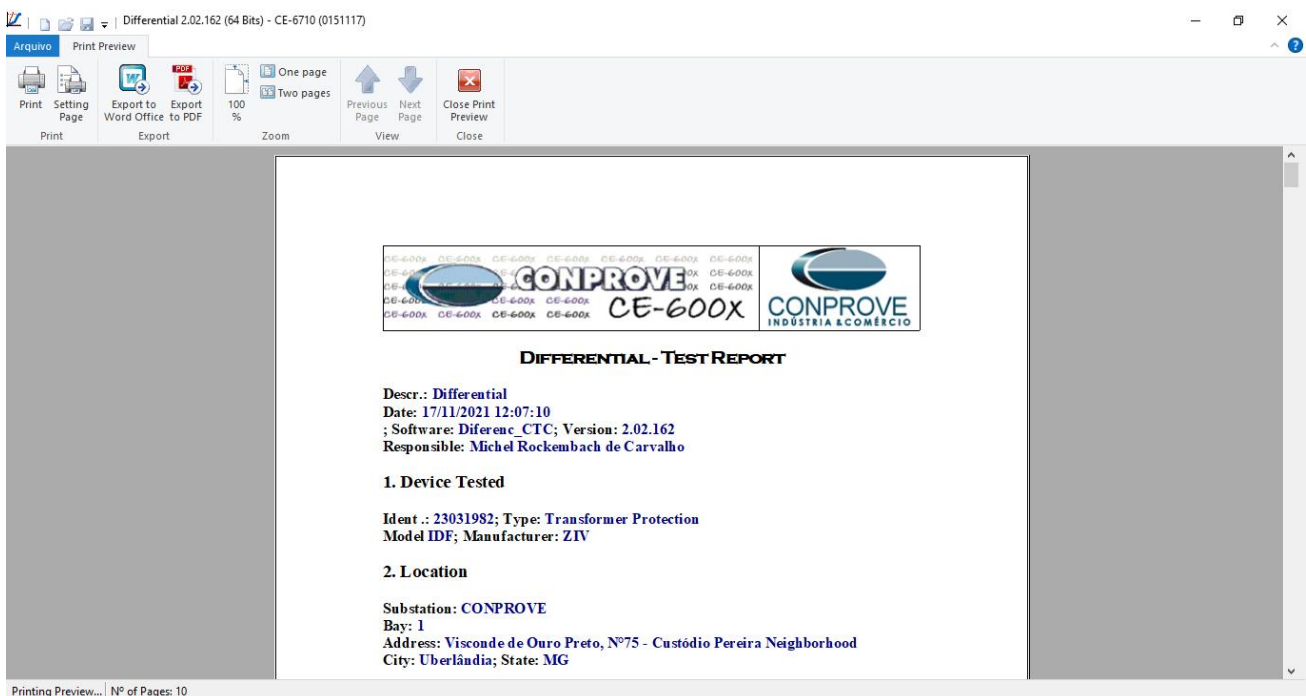 Differential 2.02.162 (64 Bits) - CE-6710 (0151117)
Arquivo Print Preview
Print
Setting Page
Export to Word Office
Export to PDF
100 %
One page
Two pages
Previous Page
Next Page
Close Print Preview
Print Export Zoom View Close
CONPROVE
CE-600X
CONPROVE
INDÚSTRIA & COMÉRCIO
DIFFERENTIAL - TEST REPORT
Descr.: Differential
Date: 17/11/2021 12:07:10
; Software: Diferenc_CTC; Version: 2.02.162
Responsible: Michel Rockembach de Carvalho
1. Device Tested
Ident .: 23031982; Type: Transformer Protection
Model IDF; Manufacturer: ZIV
2. Location
Substation: CONPROVE
Bay: 1
Address: Visconde de Ouro Preto, Nº75 - Custódio Pereira Neighborhood
City: Uberlândia; State: MG
Printing Preview... Nº of Pages: 10